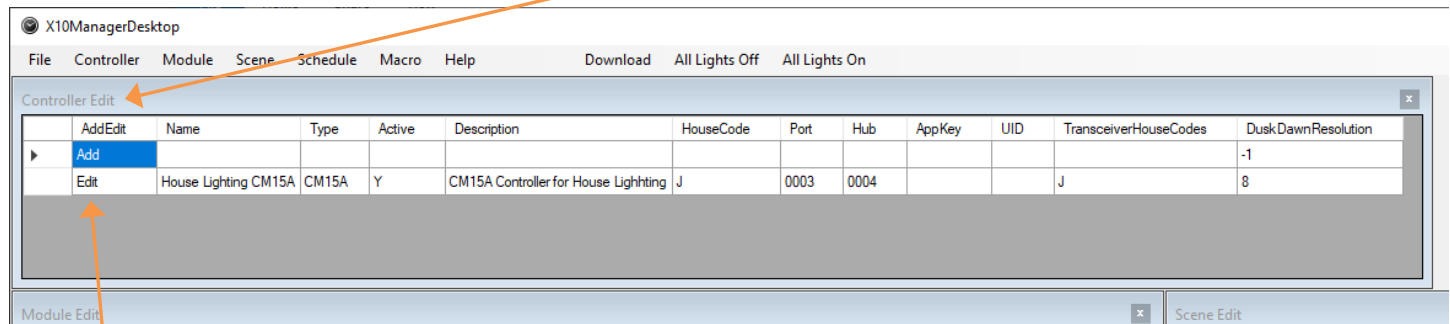 X10ManagerDesktop
File Controller Module Scene Schedule Macro Help Download All Lights Off All Lights On
Controller Edit x
AddEdit Name Type Active Description HouseCode Port Hub AppKey UID TransceiverHouseCodes DuskDawnResolution
Add -1
Edit House Lighting CM15A CM15A Y CM15A Controller for House Lighhting J 0003 0004 J 8
Module Edit x Scene Edit